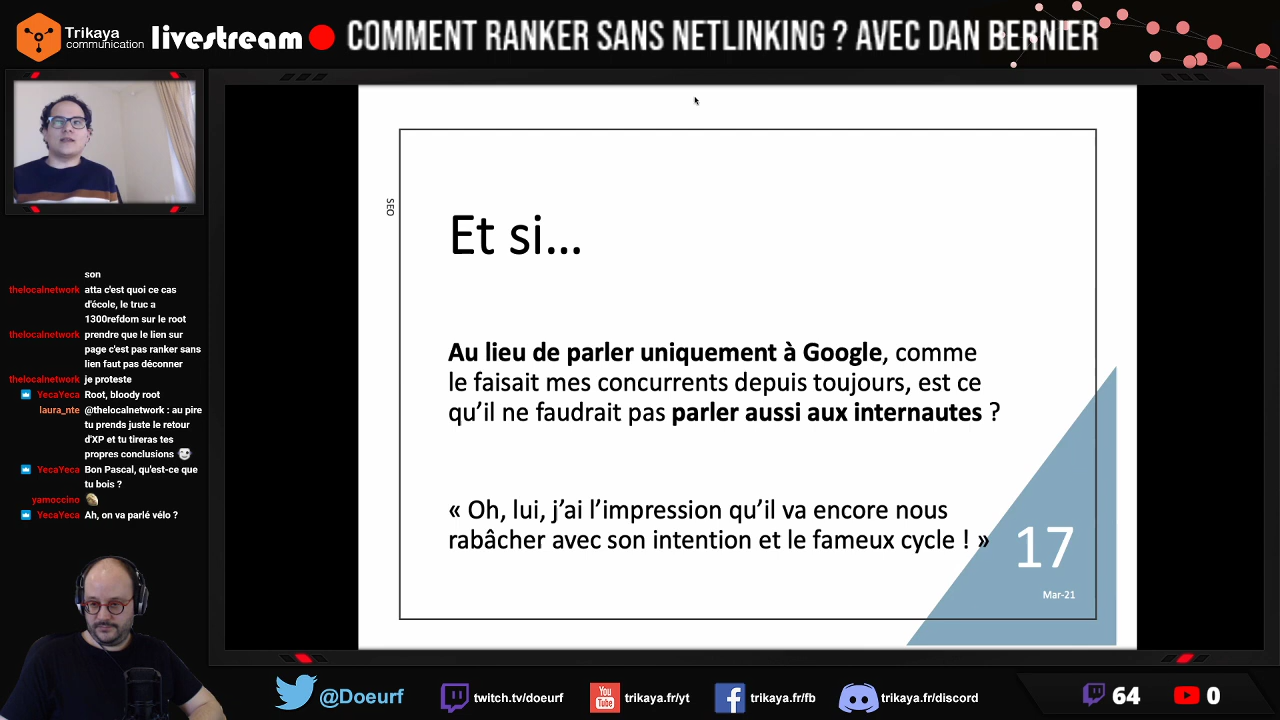 Trikaya
communication
livestream
COMMENT RANKER SANS NETLINKING ? AVEC DAN BERNIER
son
thelocalnetwork atta c'est quoi ce cas
d'école, le truc a
1300refdom sur le root
thelocalnetwork prendre que le lien sur
page c'est pas ranker sans
lien faut pas déconner
thelocalnetwork je proteste
YecaYeca Root, bloody root
laura_nte @thelocalnetwork : au pire
tu prends juste le retour
d'XP et tu tireras tes
propres conclusions
YecaYeca Bon Pascal, qu'est-ce que
tu bois ?
yamoccino
YecaYeca Ah, on va parlé vélo ?
SEO
Et si...
Au lieu de parler uniquement à Google, comme
le faisait mes concurrents depuis toujours, est ce
qu'il ne faudrait pas parler aussi aux internautes ?
« Oh, lui, j'ai l'impression qu'il va encore nous
rabâcher avec son intention et le fameux cycle ! »
17
Mar-21
@Doeurf
twitch.tv/doeurf
You
Tube
trikaya.fr/yt
trikaya.fr/fb
trikaya.fr/discord
64
0